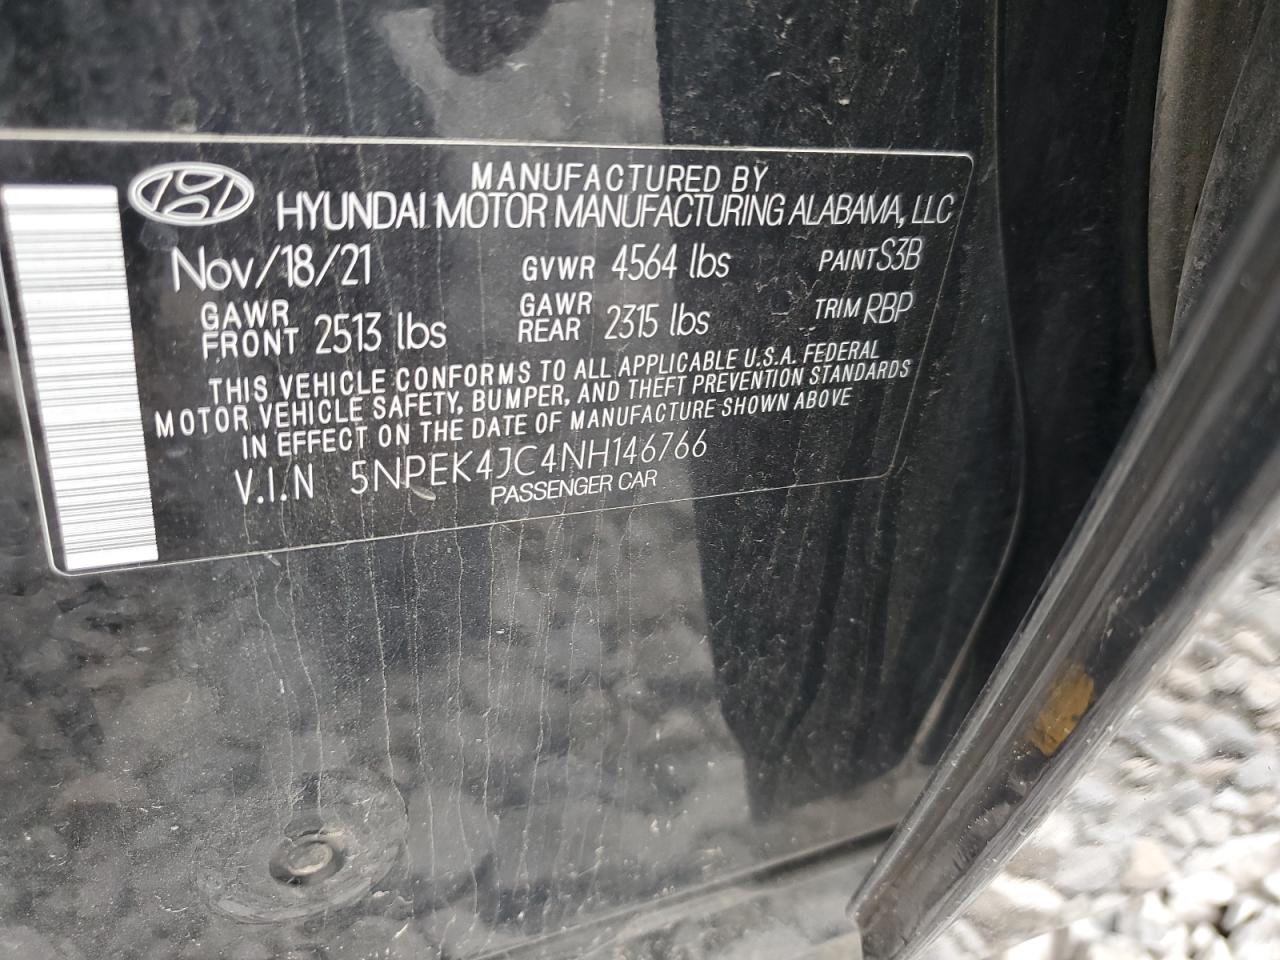 MANUFACTURED BY
HYUNDAI MOTOR MANUFACTURING ALABAMA, LLC
Nov/18/21 GVWR 4564 lbs PAINT S3B
GAWR FRONT 2513 lbs GAWR REAR 2315 lbs TRIM RBP
THIS VEHICLE CONFORMS TO ALL APPLICABLE U.S.A. FEDERAL
MOTOR VEHICLE SAFETY, BUMPER, AND THEFT PREVENTION STANDARDS
IN EFFECT ON THE DATE OF MANUFACTURE SHOWN ABOVE
V.I.N 5NPEK4JC4NH146766
PASSENGER CAR